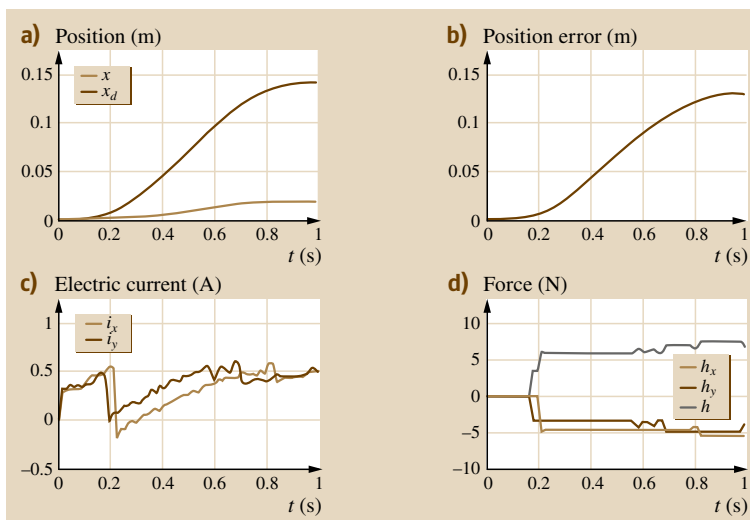 a) Position (m)
0.15
0.1
0.05
0
x
x_d
0 0.2 0.4 0.6 0.8 1
t (s)
b) Position error (m)
0.15
0.1
0.05
0
0 0.2 0.4 0.6 0.8 1
t (s)
c) Electric current (A)
1
0.5
0
−0.5
i_x
i_y
0 0.2 0.4 0.6 0.8 1
t (s)
d) Force (N)
10
5
0
−5
−10
h_x
h_y
h
0 0.2 0.4 0.6 0.8 1
t (s)